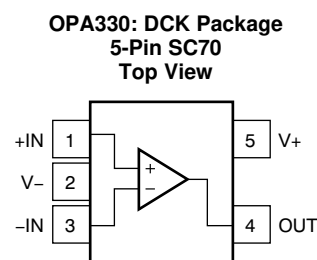 OPA330: DCK Package
5-Pin SC70
Top View
+IN 1 5 V+
+
V− 2
−
−IN 3 4 OUT